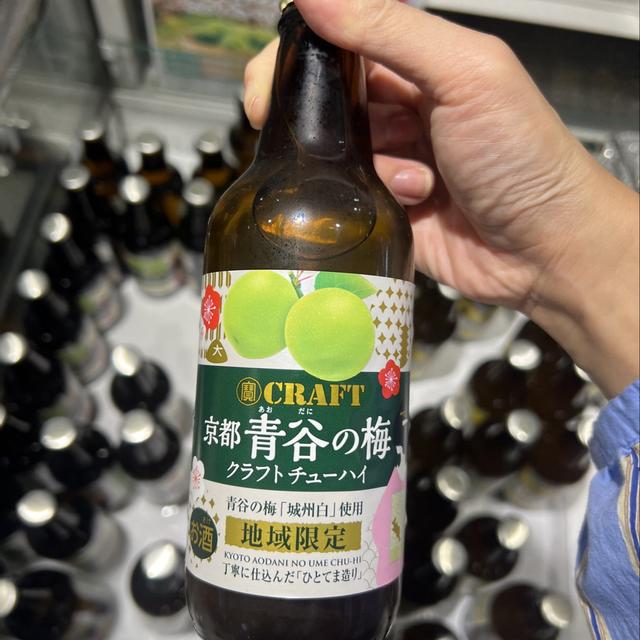 大
寶 CRAFT
あお だに
京都 青谷の梅
クラフトチューハイ
青谷の梅「城州白」使用
お酒
地域限定
KYOTO AODANI NO UME CHU-HI
丁寧に仕込んだ「ひとてま造り」